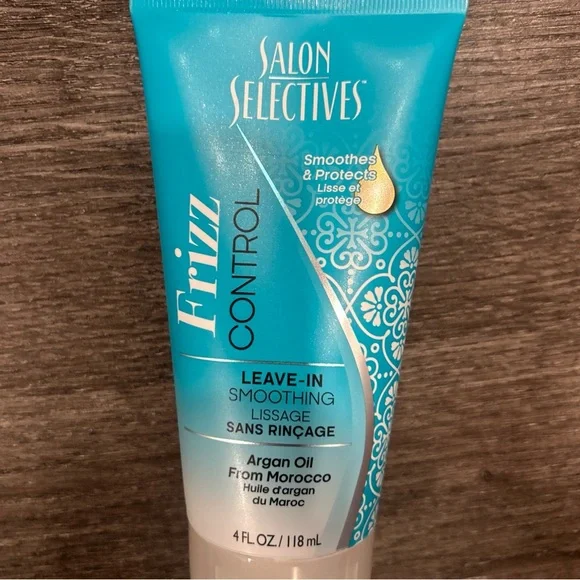 SALON
SELECTIVES™
Smoothes
& Protects
Lisse et
protège
Frizz
CONTROL
LEAVE-IN
SMOOTHING
LISSAGE
SANS RINÇAGE
Argan Oil
From Morocco
Huile d'argan
du Maroc
4 FL.OZ./118 mL